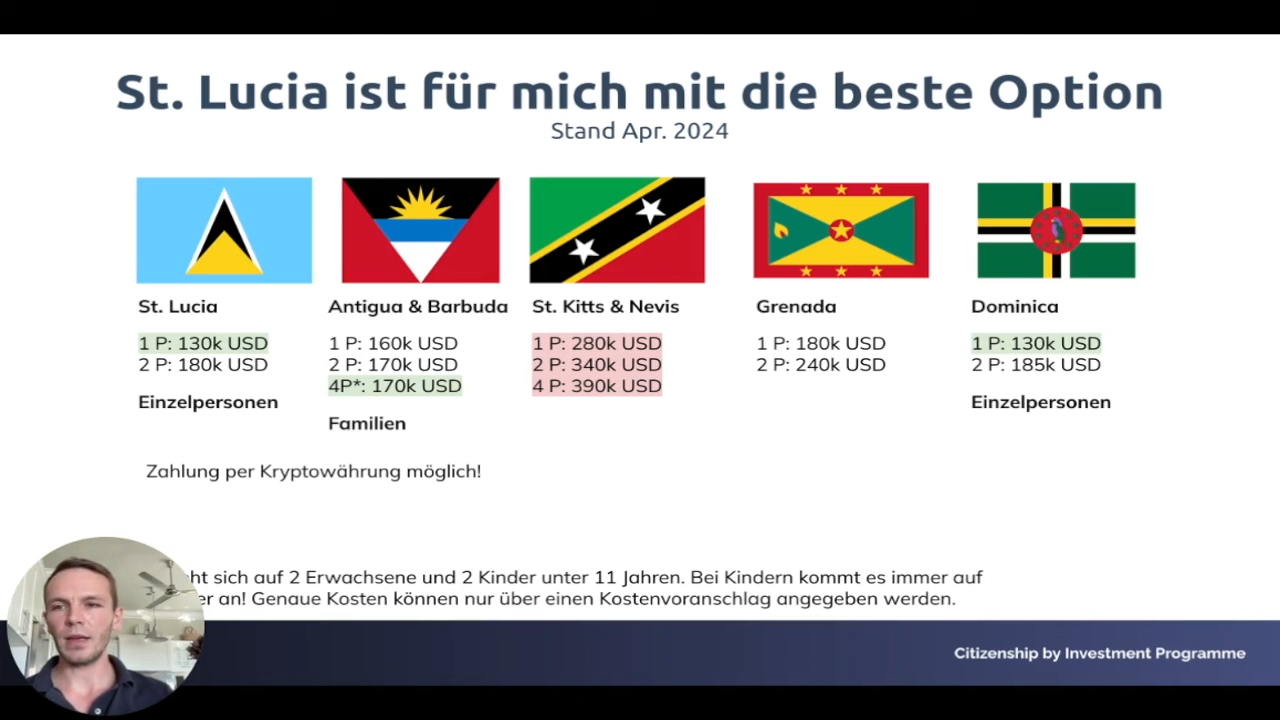 St. Lucia ist für mich mit die beste Option
Stand Apr. 2024
St. Lucia
1 P: 130k USD
2 P: 180k USD
Einzelpersonen
Antigua & Barbuda
1 P: 160k USD
2 P: 170k USD
4P*: 170k USD
Familien
St. Kitts & Nevis
1 P: 280k USD
2 P: 340k USD
4 P: 390k USD
Grenada
1 P: 180k USD
2 P: 240k USD
Dominica
1 P: 130k USD
2 P: 185k USD
Einzelpersonen
Zahlung per Kryptowährung möglich!
sich auf 2 Erwachsene und 2 Kinder unter 11 Jahren. Bei Kindern kommt es immer auf
an! Genaue Kosten können nur über einen Kostenvoranschlag angegeben werden.
Citizenship by Investment Programme